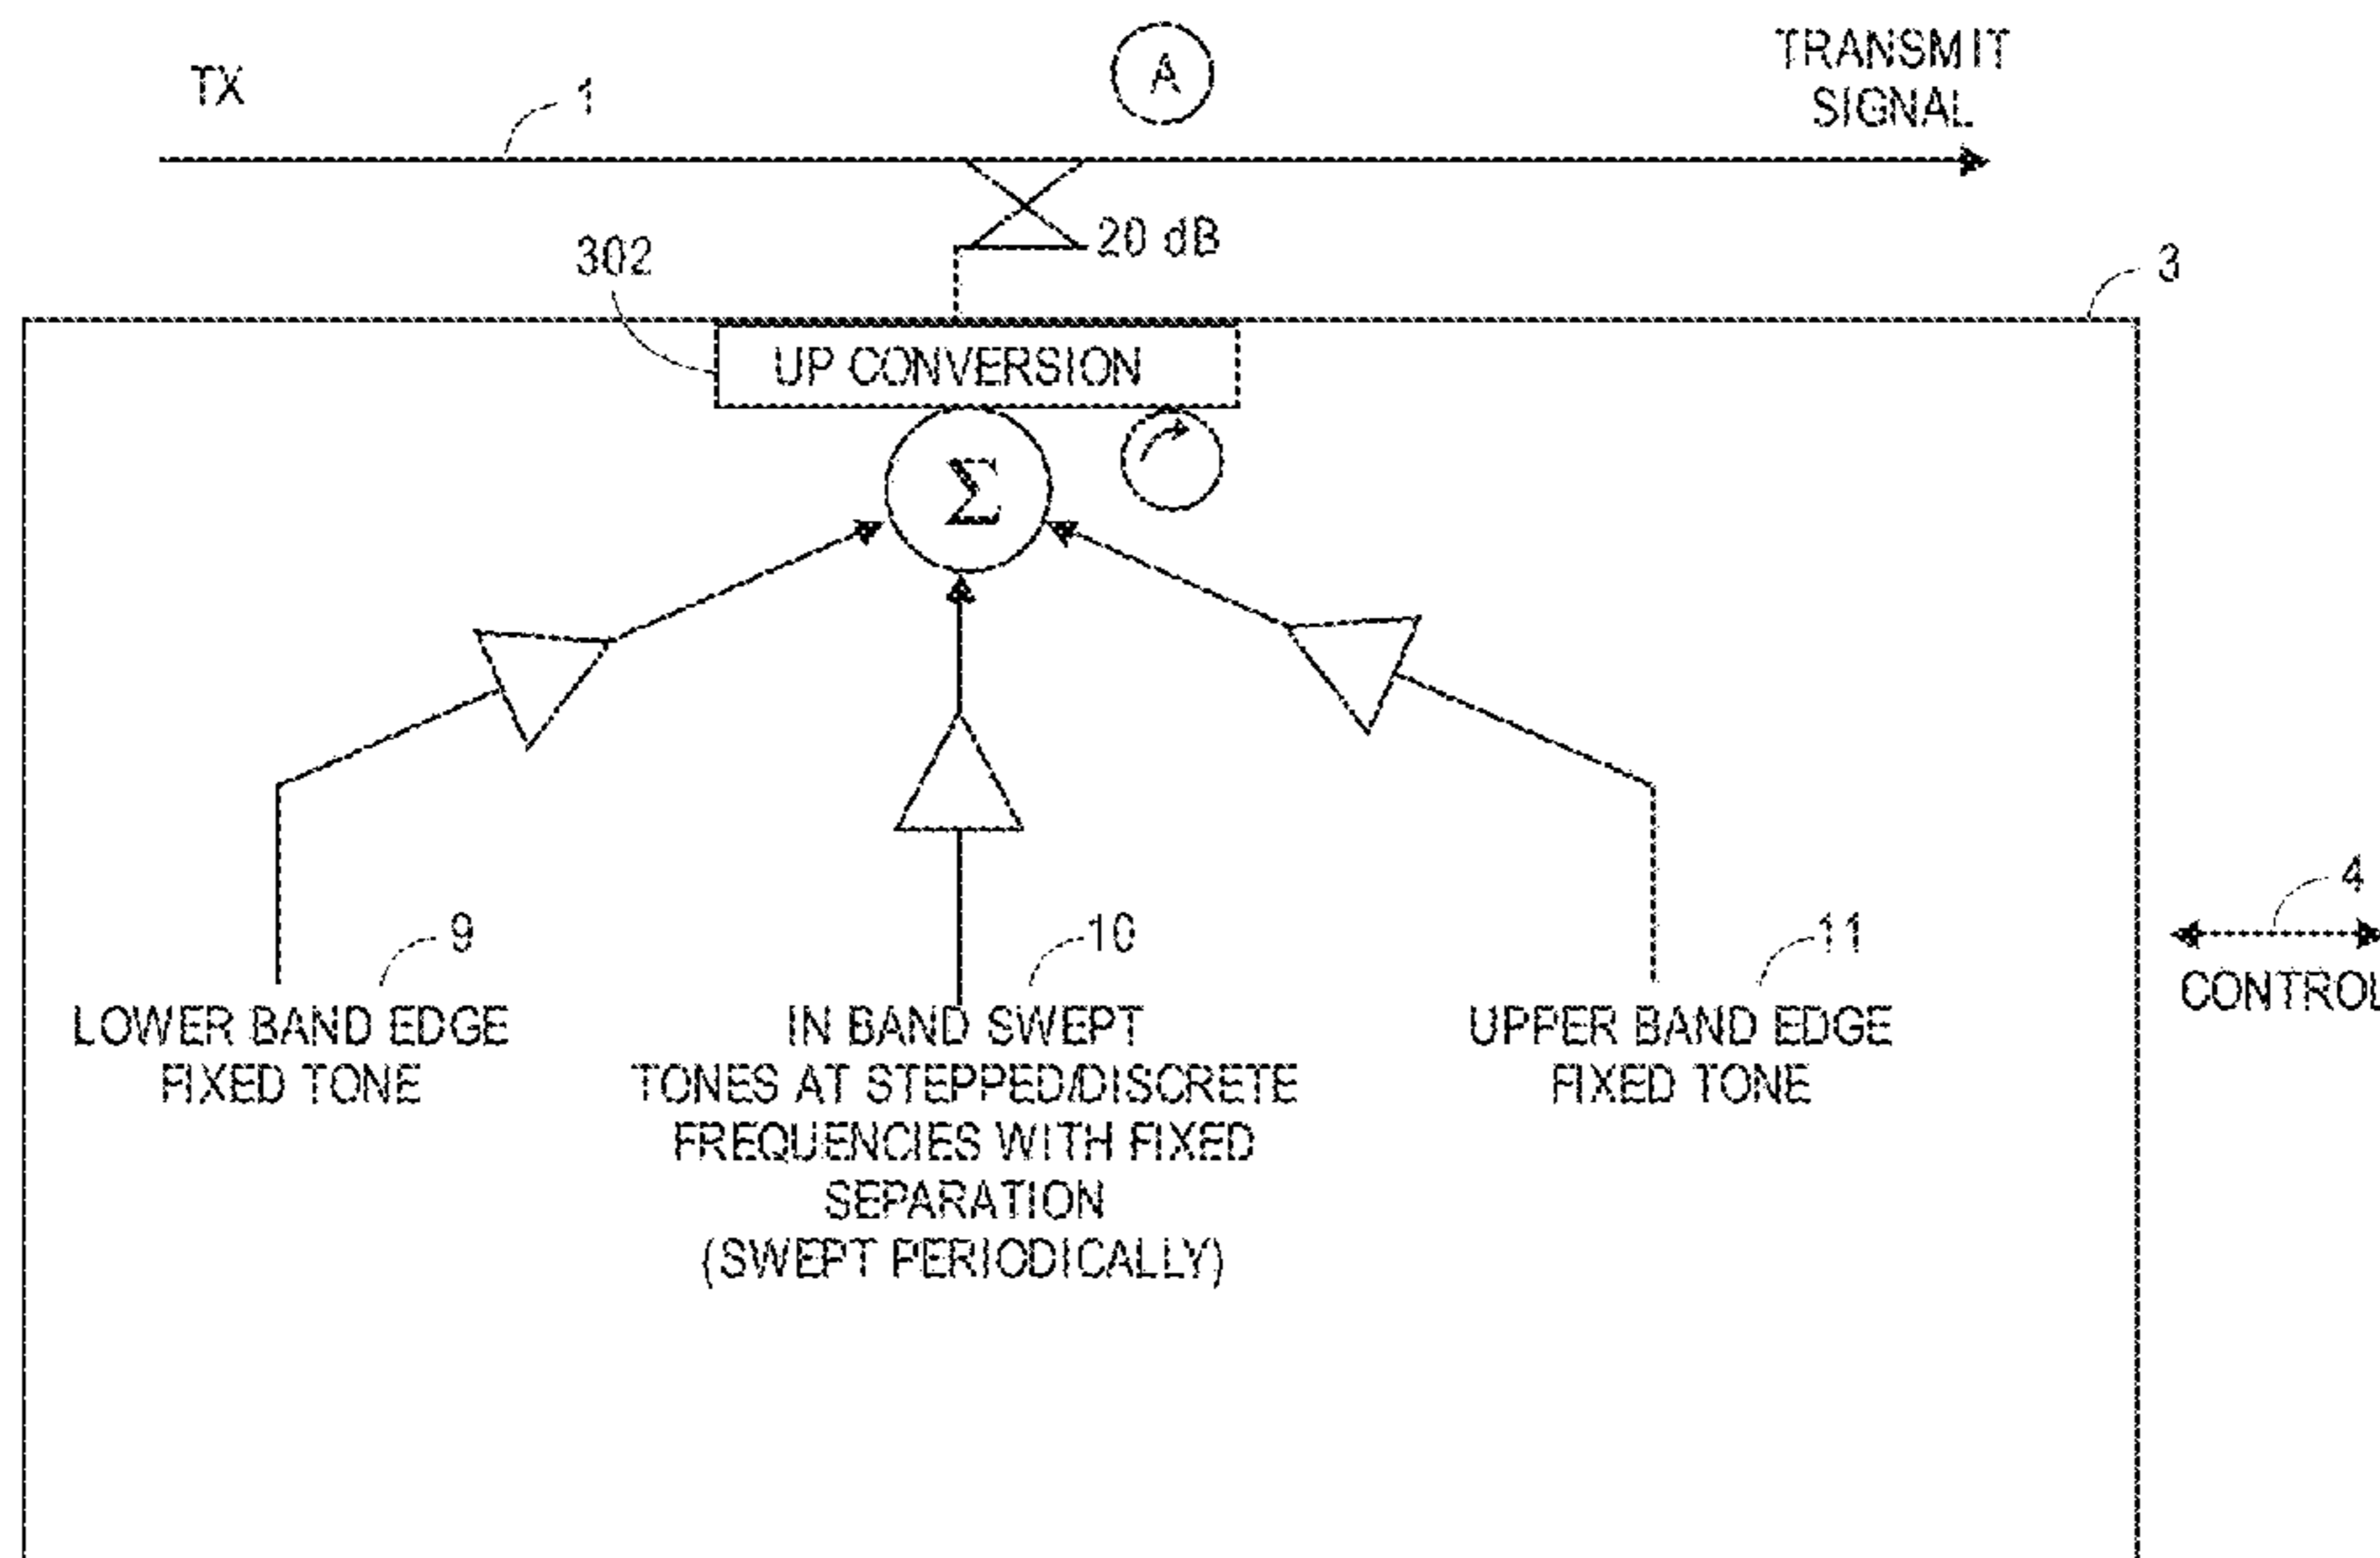 TX
1
A
TRANSMIT
SIGNAL
20 dB
302
3
UP CONVERSION
Σ
4
CONTROL
9
10
11
LOWER BAND EDGE
FIXED TONE
IN BAND SWEPT
TONES AT STEPPED/DISCRETE
FREQUENCIES WITH FIXED
SEPARATION
(SWEPT PERIODICALLY)
UPPER BAND EDGE
FIXED TONE